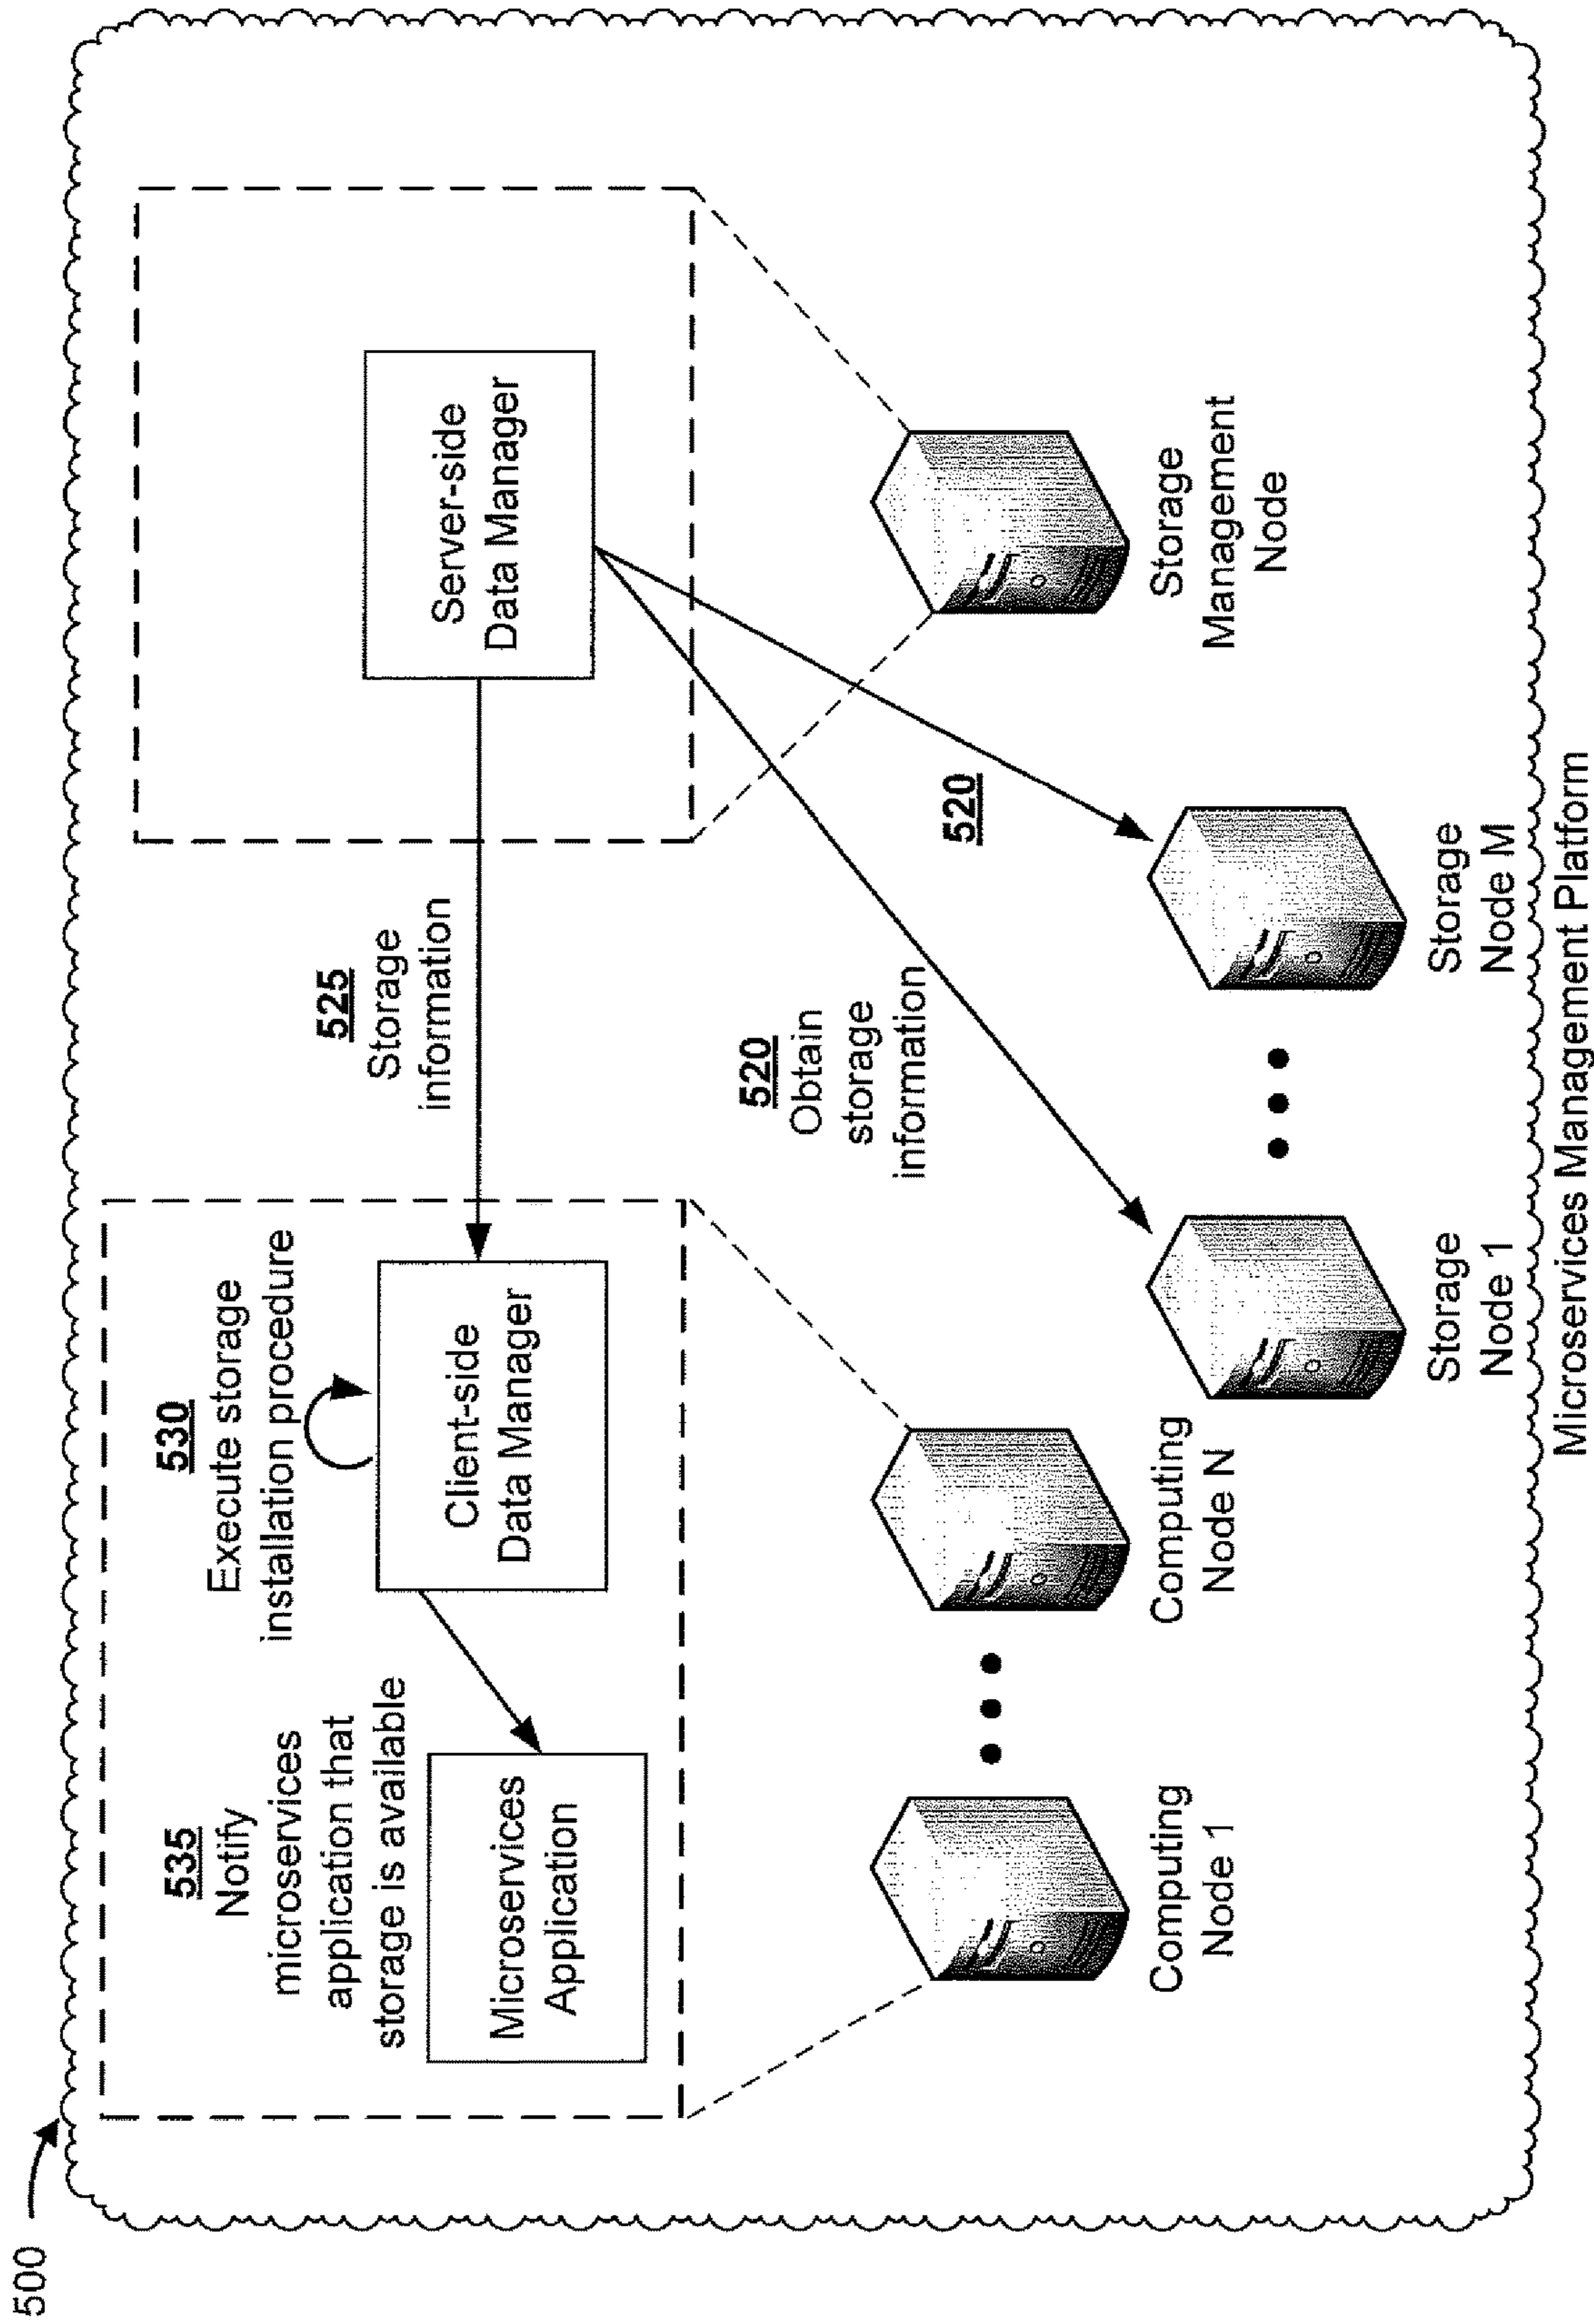 500
535
Notify
microservices
application that
storage is available
530
Execute storage
installation procedure
525
Storage
information
Microservices
Application
Client-side
Data Manager
Server-side
Data Manager
520
Obtain
storage
information
520
Computing
Node 1
Computing
Node N
Storage
Management
Node
Storage
Node 1
Storage
Node M
Microservices Management Platform